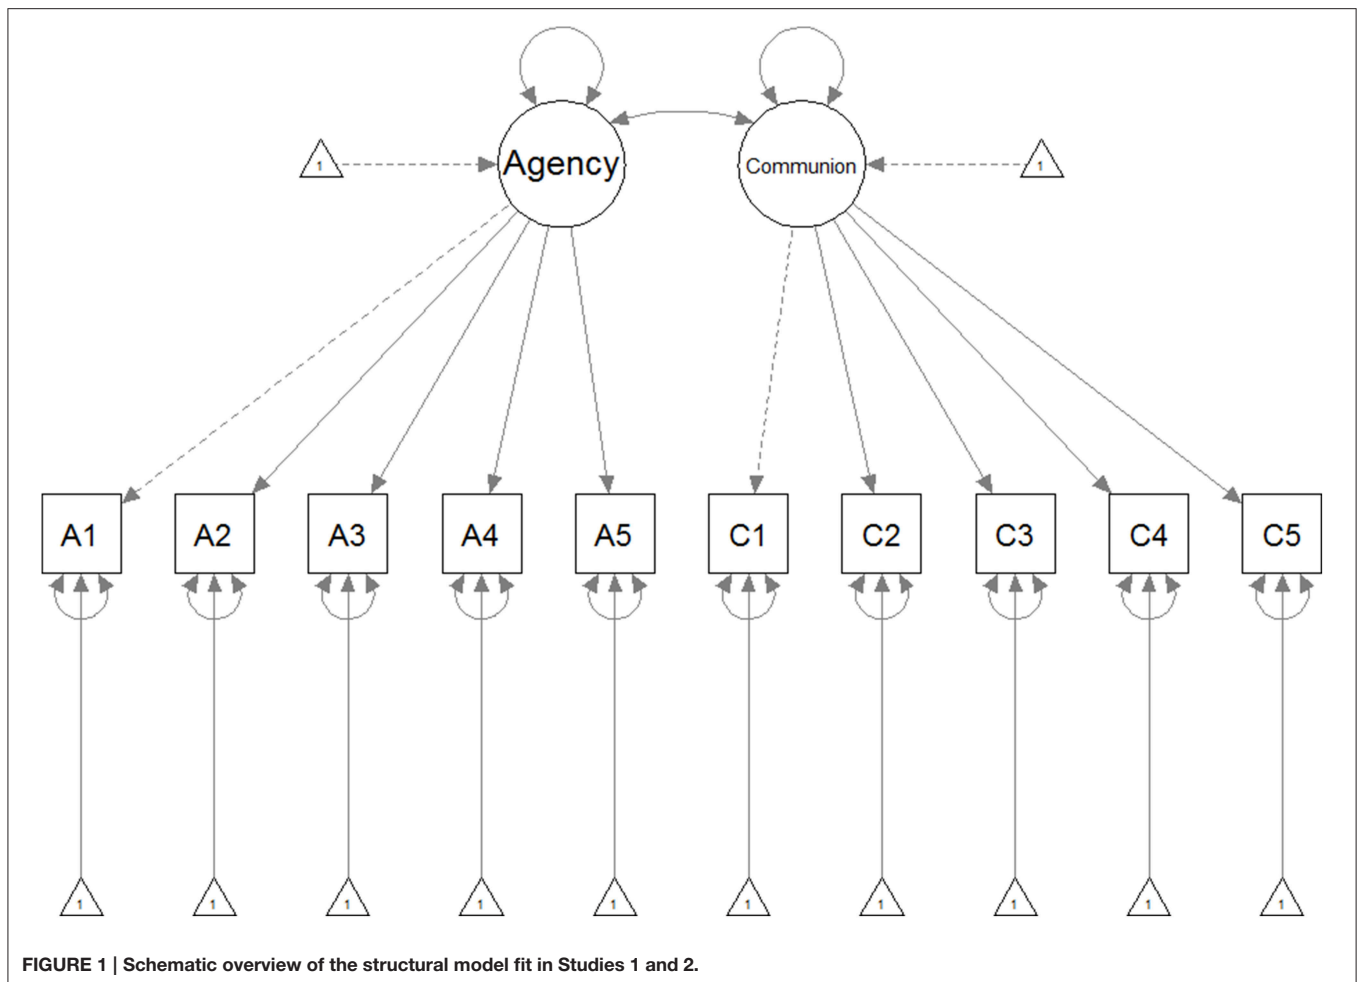 1 Agency Communion 1
A1 A2 A3 A4 A5 C1 C2 C3 C4 C5
1 1 1 1 1 1 1 1 1 1
FIGURE 1 | Schematic overview of the structural model fit in Studies 1 and 2.